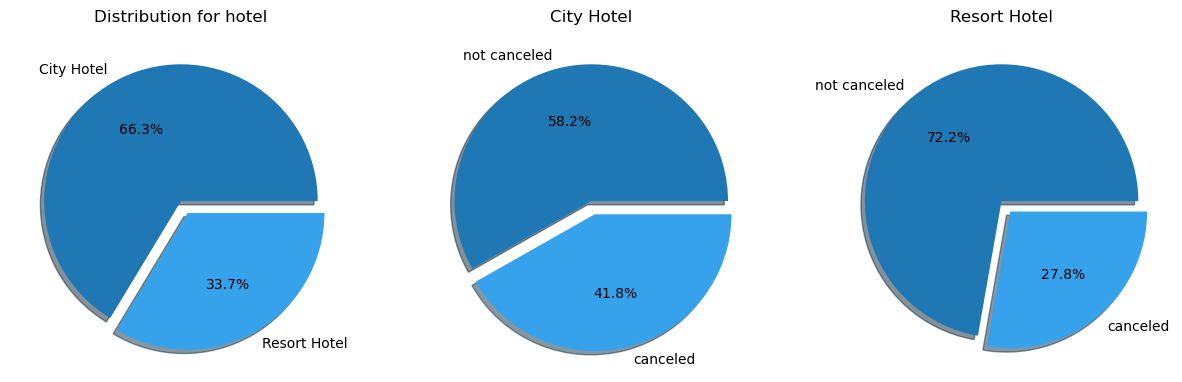 Distribution for hotel
City Hotel
66.3%
33.7%
Resort Hotel
City Hotel
not canceled
58.2%
41.8%
canceled
Resort Hotel
not canceled
72.2%
27.8%
canceled